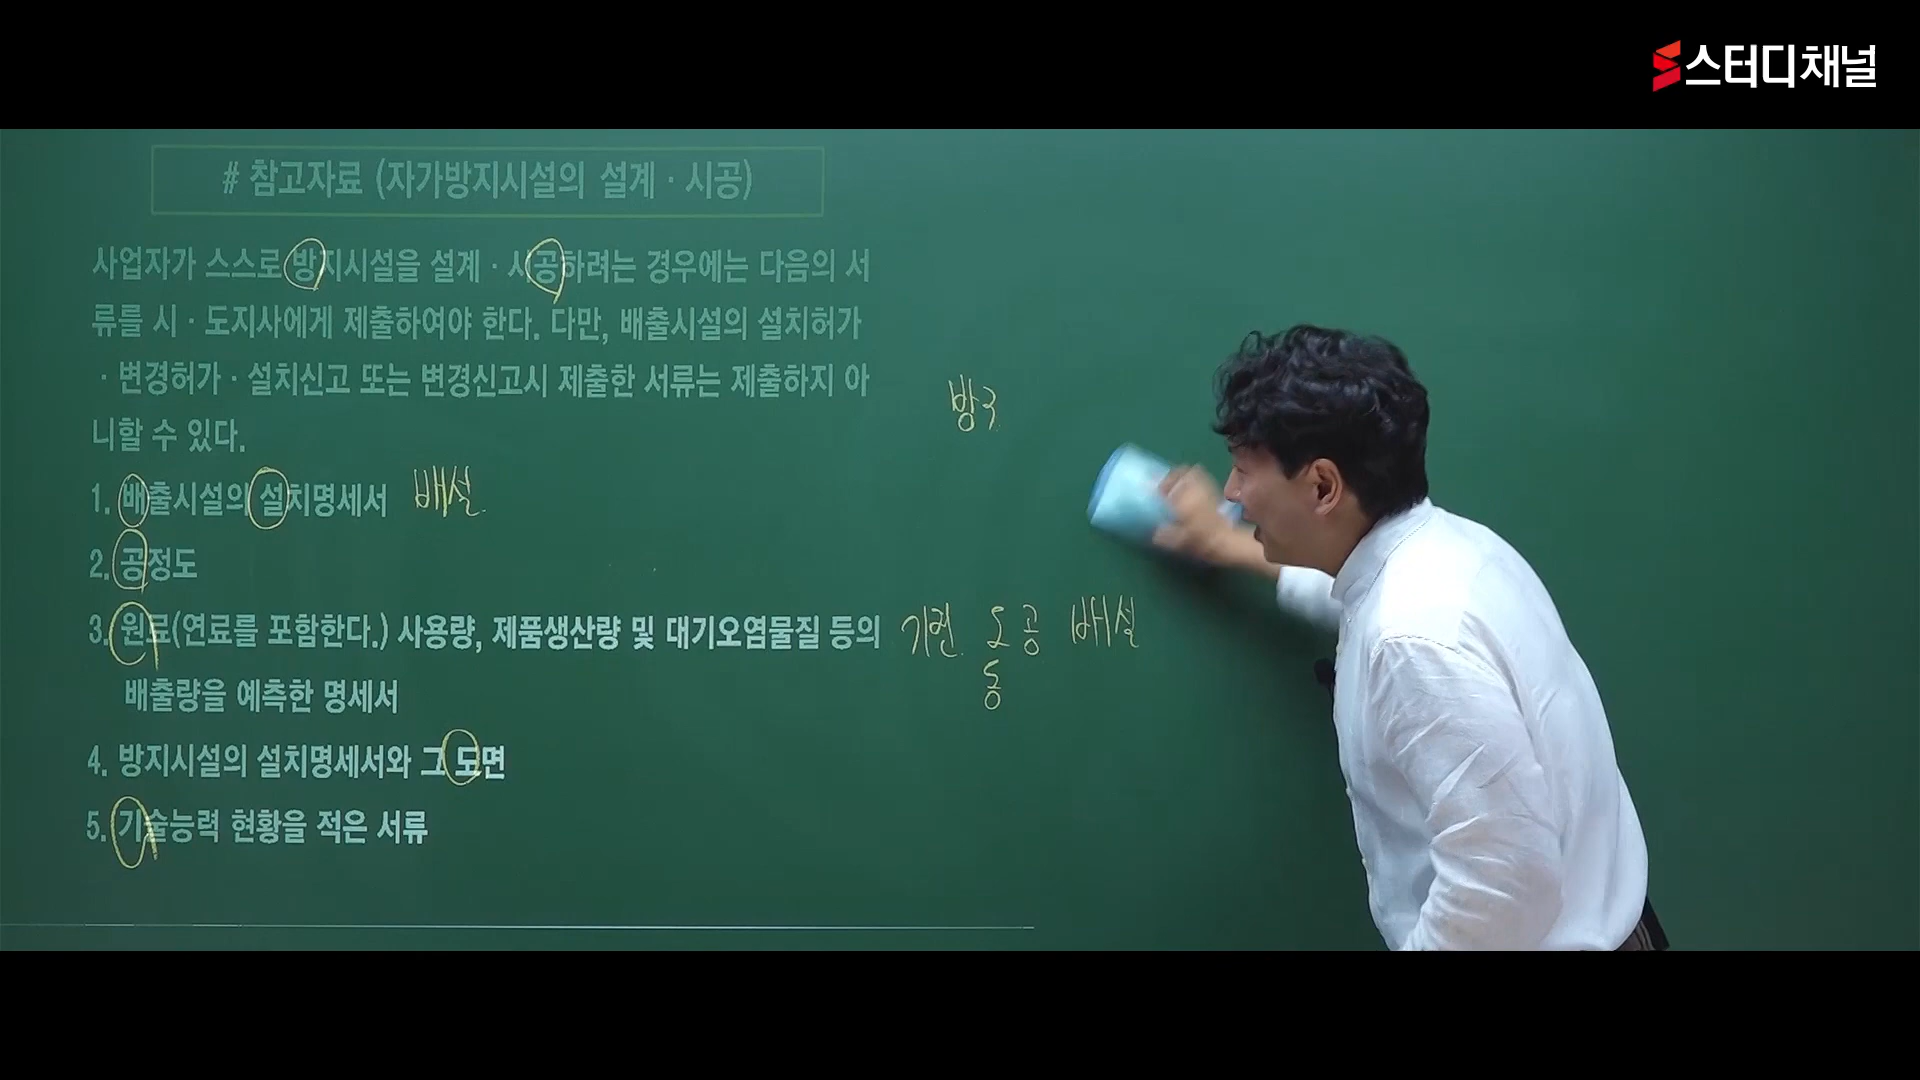 스터디채널
# 참고자료 (자가방지시설의 설계 · 시공)
사업자가 스스로 방지시설을 설계 · 시공하려는 경우에는 다음의 서
류를 시 · 도지사에게 제출하여야 한다. 다만, 배출시설의 설치허가
· 변경허가 · 설치신고 또는 변경신고시 제출한 서류는 제출하지 아
니할 수 있다.
1. 배출시설의 설치명세서 배설
2. 공정도
3. 원료(연료를 포함한다.) 사용량, 제품생산량 및 대기오염물질 등의
배출량을 예측한 명세서
4. 방지시설의 설치명세서와 그 도면
5. 기술능력 현황을 적은 서류
공 배설